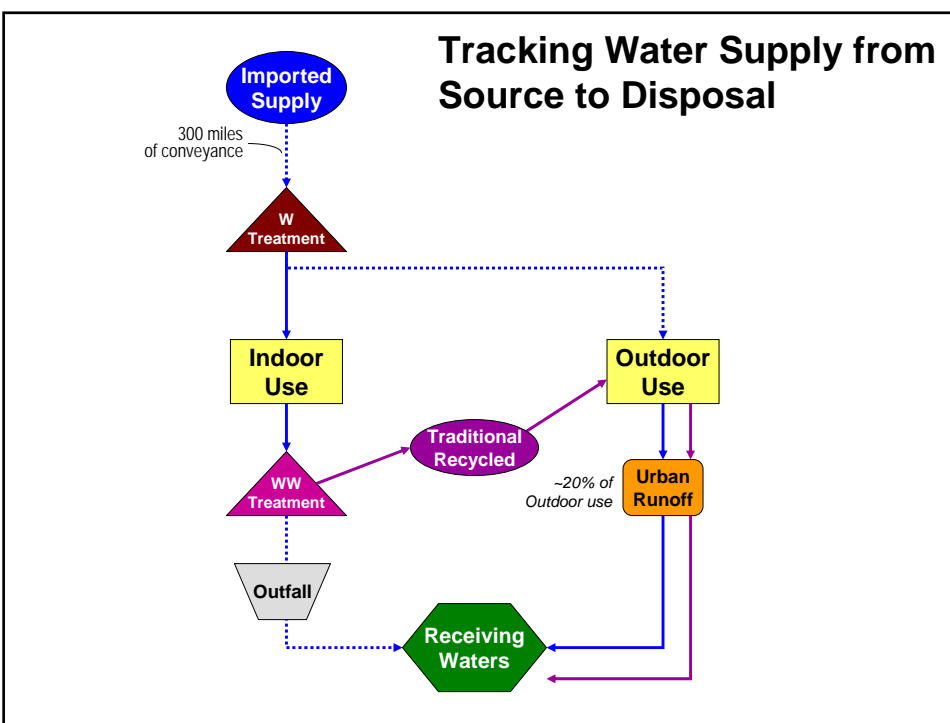 Tracking Water Supply from
Source to Disposal
Imported
Supply
300 miles
of conveyance
W
Treatment
Indoor
Use
Outdoor
Use
Traditional
Recycled
WW
Treatment
~20% of
Outdoor use
Urban
Runoff
Outfall
Receiving
Waters